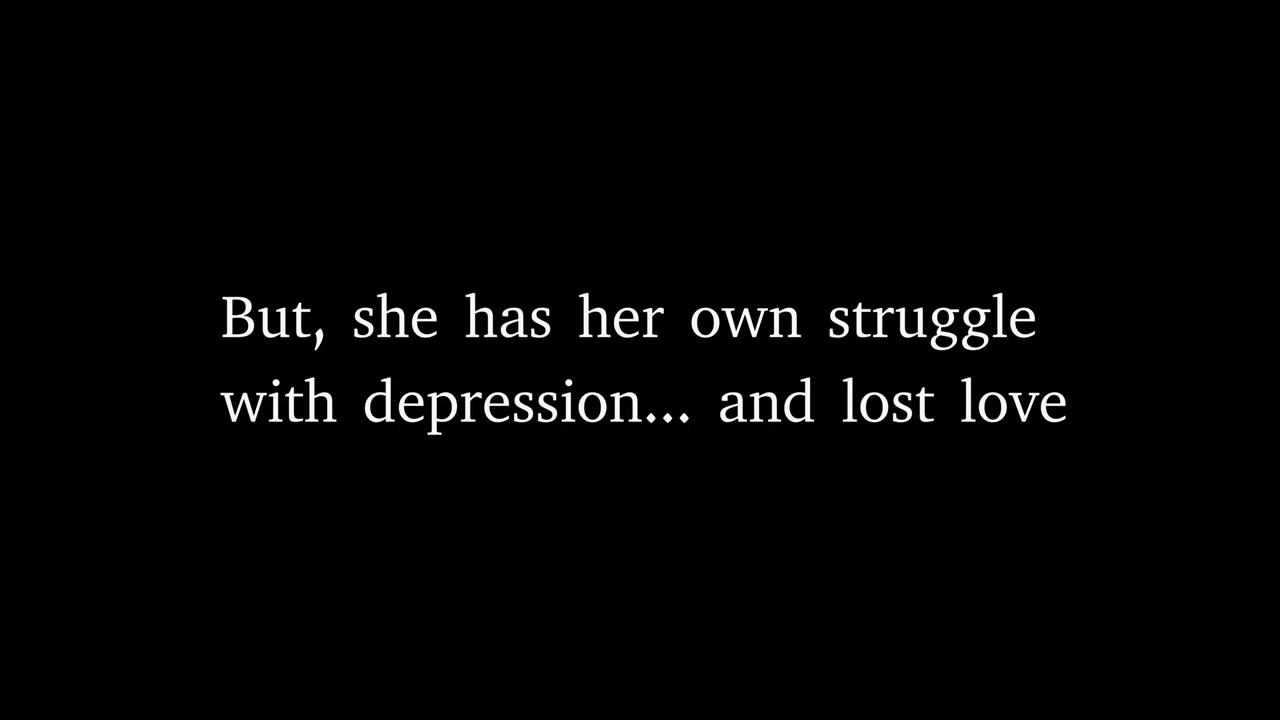 But, she has her own struggle
with depression... and lost love